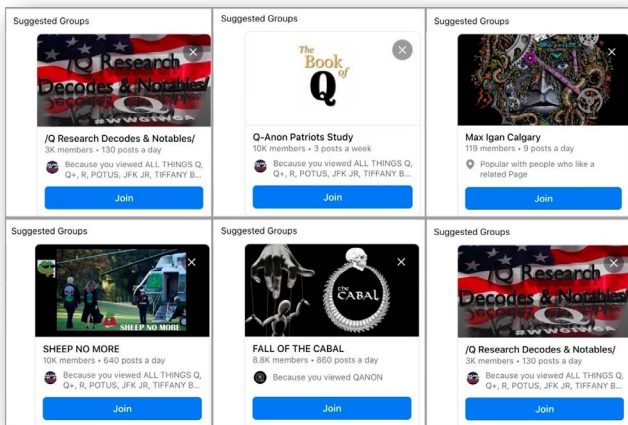 Suggested Groups
/Q Research
Decodes & Notables/
Q
#WWG1WGA
/Q Research Decodes & Notables/
3K members • 130 posts a day
Because you viewed ALL THINGS Q,
Q+, R, POTUS, JFK JR, TIFFANY B...
Join
Suggested Groups
The
Book
of
Q
Q-Anon Patriots Study
10K members • 3 posts a week
Because you viewed ALL THINGS Q,
Q+, R, POTUS, JFK JR, TIFFANY B...
Join
Suggested Groups
Max Igan Calgary
119 members • 9 posts a day
Popular with people who like a
related Page
Join
Suggested Groups
SHEEP NO MORE
SHEEP NO MORE
10K members • 640 posts a day
Because you viewed ALL THINGS Q,
Q+, R, POTUS, JFK JR, TIFFANY B...
Join
Suggested Groups
the
CABAL
FALL OF THE CABAL
8.8K members • 860 posts a day
Because you viewed QANON
Join
Suggested Groups
/Q Research
Decodes & Notables/
Q
#WWG1WGA
/Q Research Decodes & Notables/
3K members • 130 posts a day
Because you viewed ALL THINGS Q,
Q+, R, POTUS, JFK JR, TIFFANY B...
Join